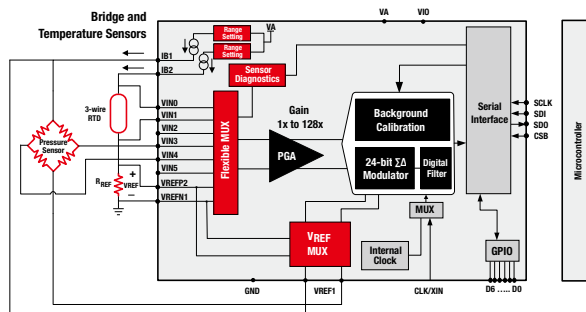 Bridge and
Temperature Sensors
VA
VIO
IB1
IB2
Range
Setting
Range
Setting
VA
Sensor
Diagnostics
3-wire
RTD
VIN0
VIN1
VIN2
VIN3
VIN4
VIN5
VREFP2
VREFN1
Pressure
Sensor
RREF
+
VREF
–
Flexible MUX
Gain
1x to 128x
PGA
Background
Calibration
24-bit ΣΔ
Modulator
Digital
Filter
Serial
Interface
SCLK
SDI
SDO
CSB
Microcontroller
VREF
MUX
MUX
Internal
Clock
GPIO
GND
VREF1
CLK/XIN
D6 ..... D0